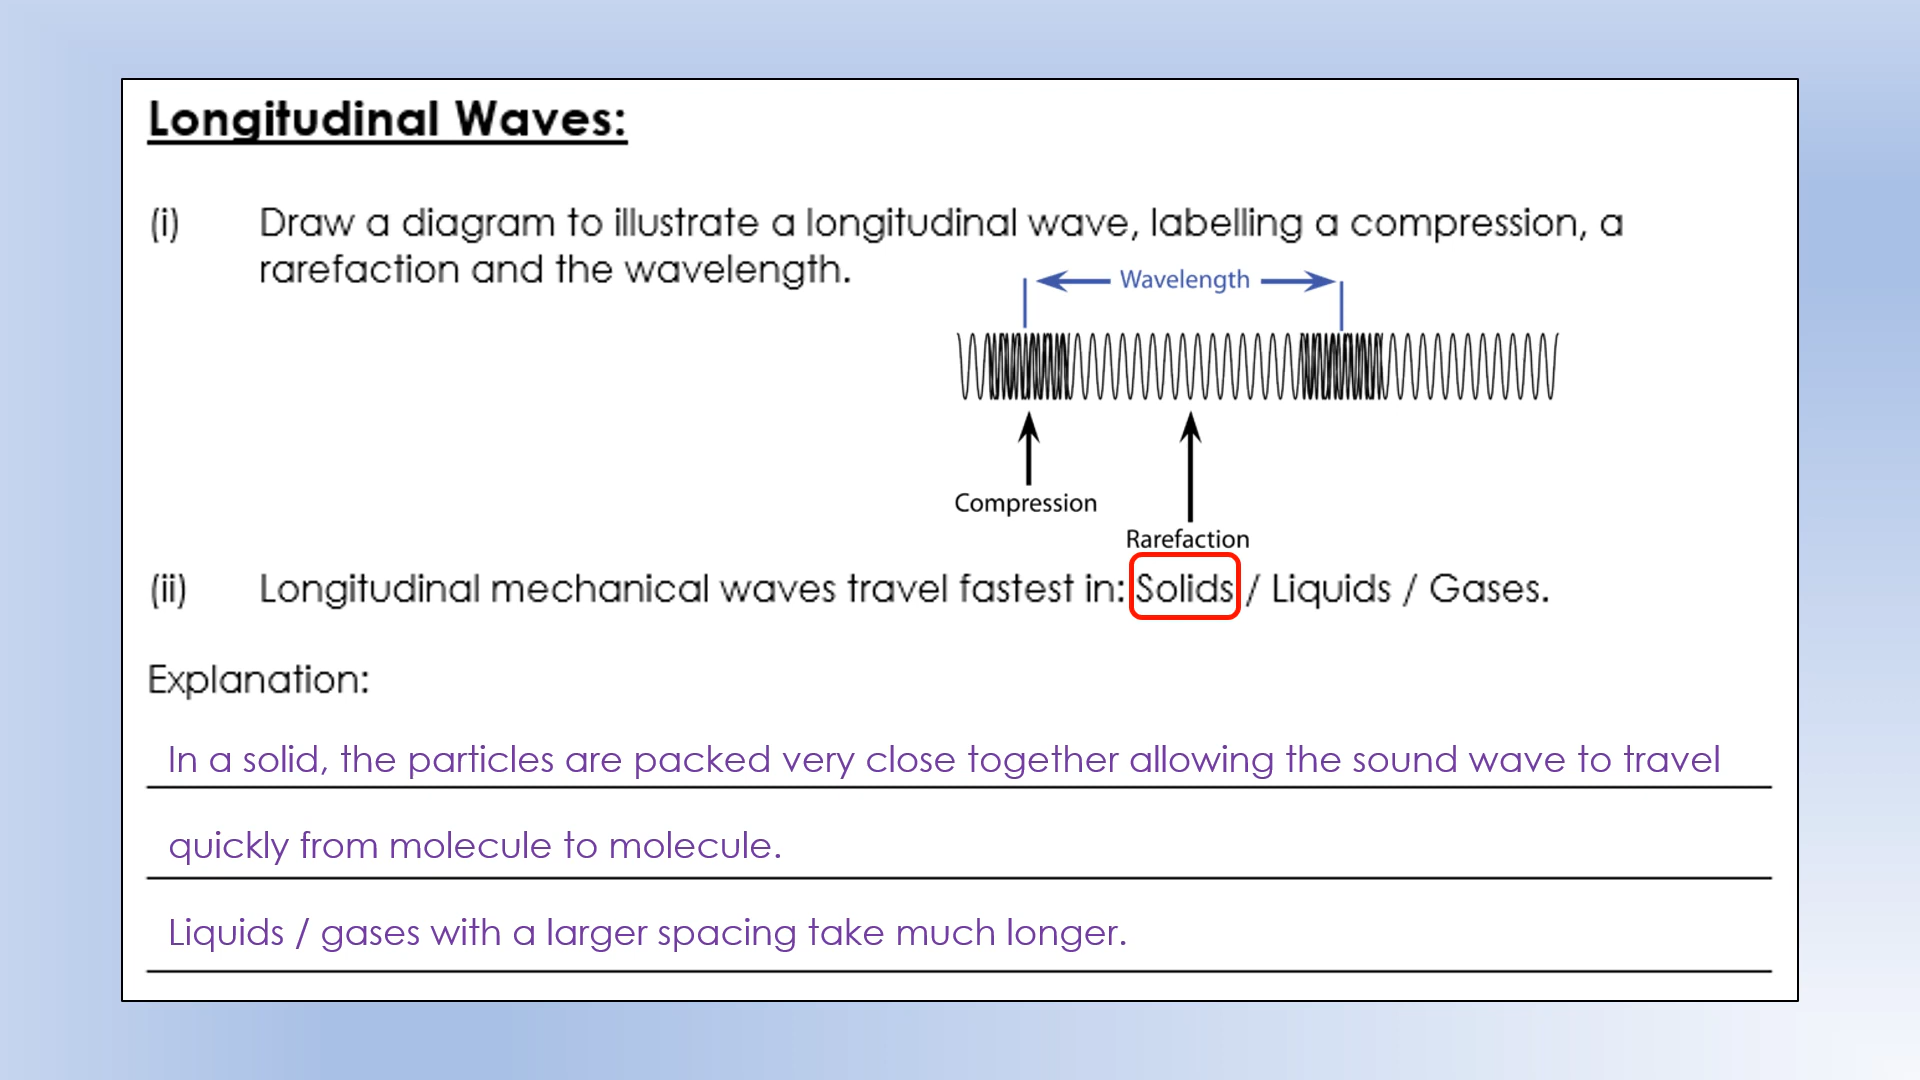 Longitudinal Waves:
(i) Draw a diagram to illustrate a longitudinal wave, labelling a compression, a
rarefaction and the wavelength.
Wavelength
Compression
Rarefaction
(ii) Longitudinal mechanical waves travel fastest in: Solids / Liquids / Gases.
Explanation:
In a solid, the particles are packed very close together allowing the sound wave to travel
quickly from molecule to molecule.
Liquids / gases with a larger spacing take much longer.